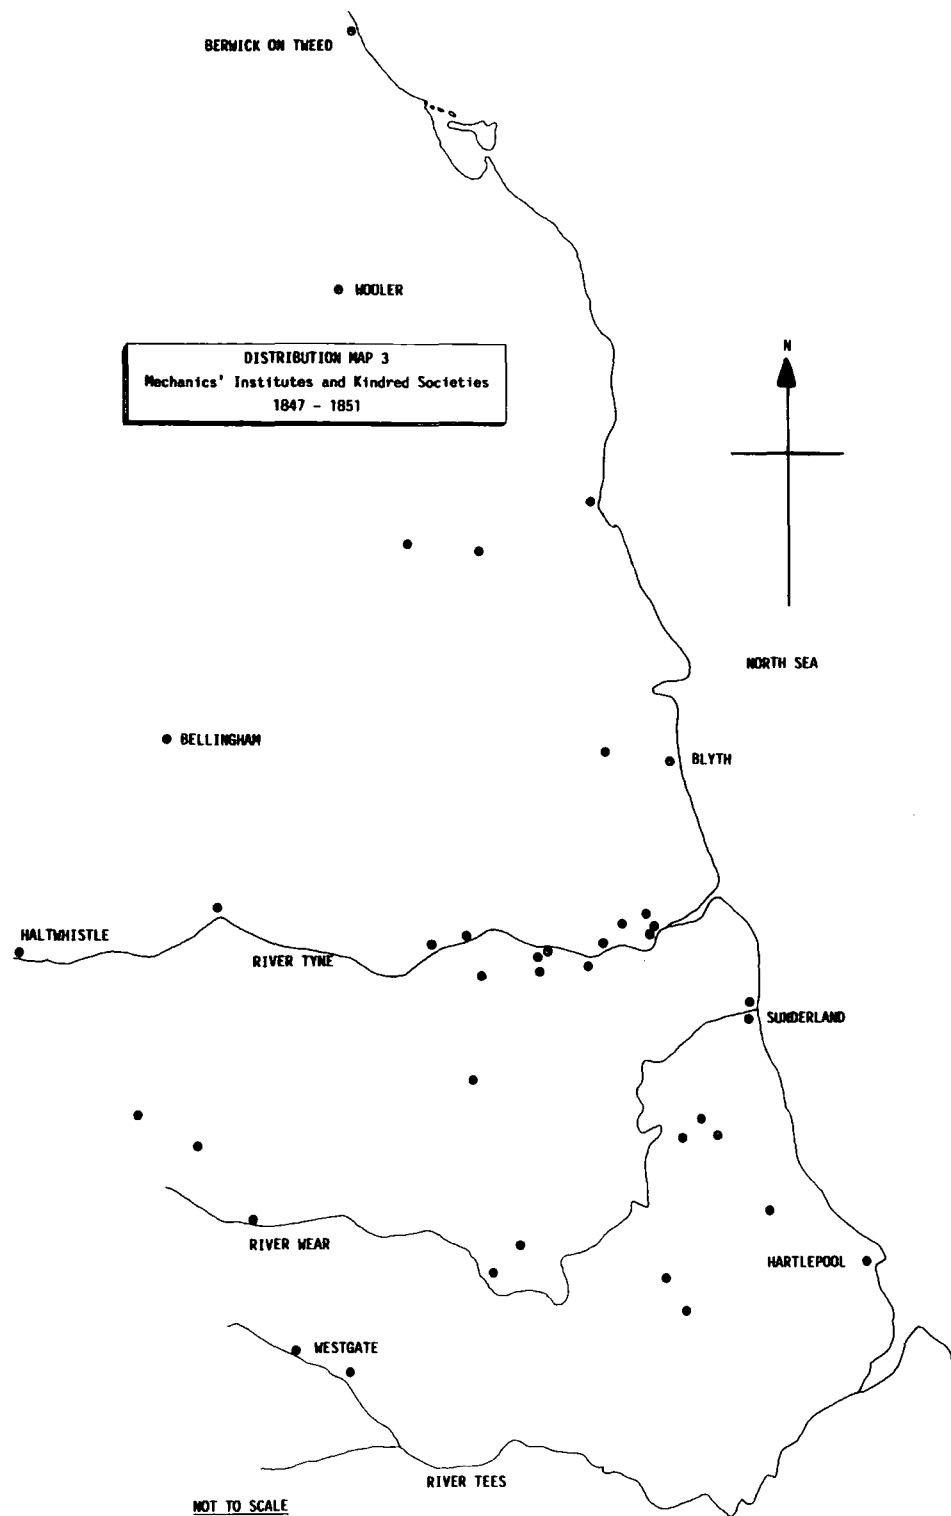 BERWICK ON TWEED
WOOLER
DISTRIBUTION MAP 3
Mechanics' Institutes and Kindred Societies
1847 - 1851
N
NORTH SEA
BELLINGHAM
BLYTH
HALTWHISTLE
RIVER TYNE
SUNDERLAND
RIVER WEAR
HARTLEPOOL
WESTGATE
RIVER TEES
NOT TO SCALE